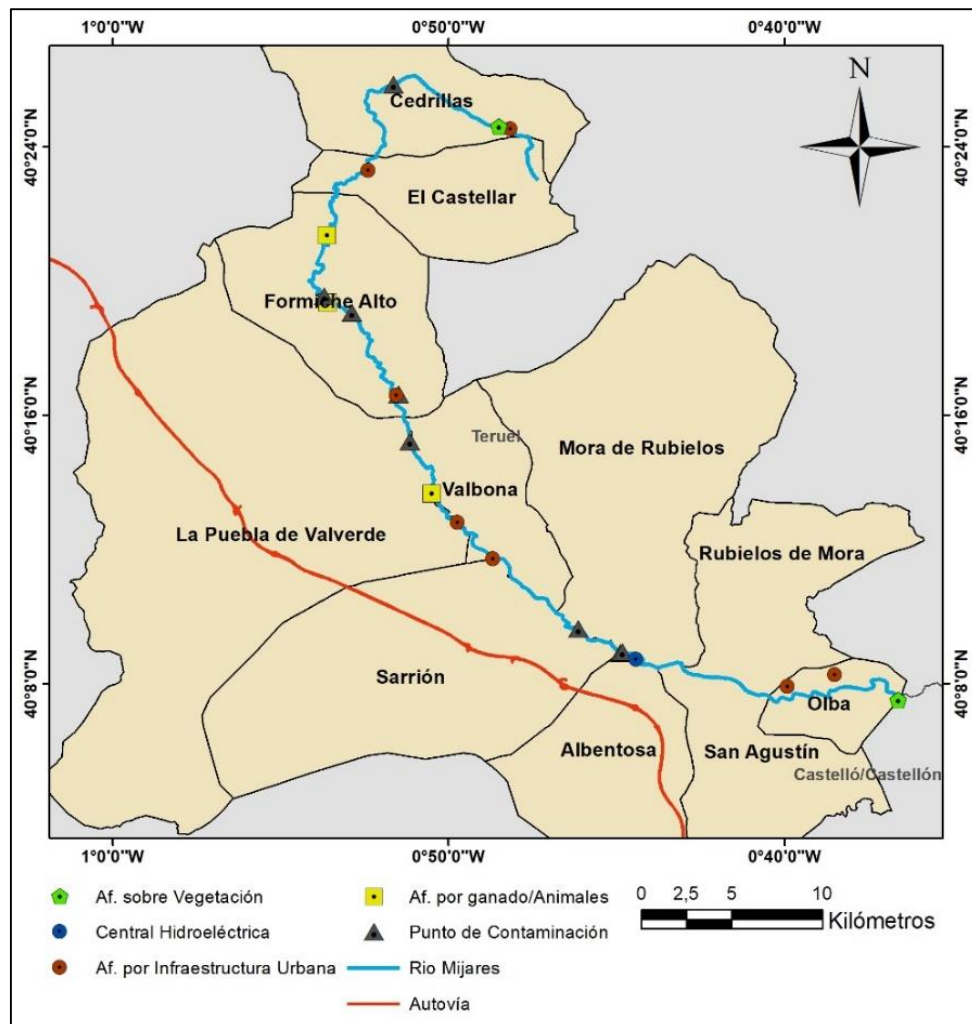 1°0'0"W 0°50'0"W 0°40'0"W
N
Cedrillas
40°24'0"N 40°24'0"N
El Castellar
Formiche Alto
40°16'0"N 40°16'0"N
Teruel
Mora de Rubielos
Valbona
La Puebla de Valverde
Rubielos de Mora
Sarrión
40°8'0"N 40°8'0"N
Olba
Albentosa San Agustín
Castelló/Castellón
1°0'0"W 0°50'0"W 0°40'0"W
Af. sobre Vegetación Af. por ganado/Animales 0 2,5 5 10
Kilómetros
Central Hidroeléctrica Punto de Contaminación
Af. por Infraestructura Urbana Rio Mijares
Autovía